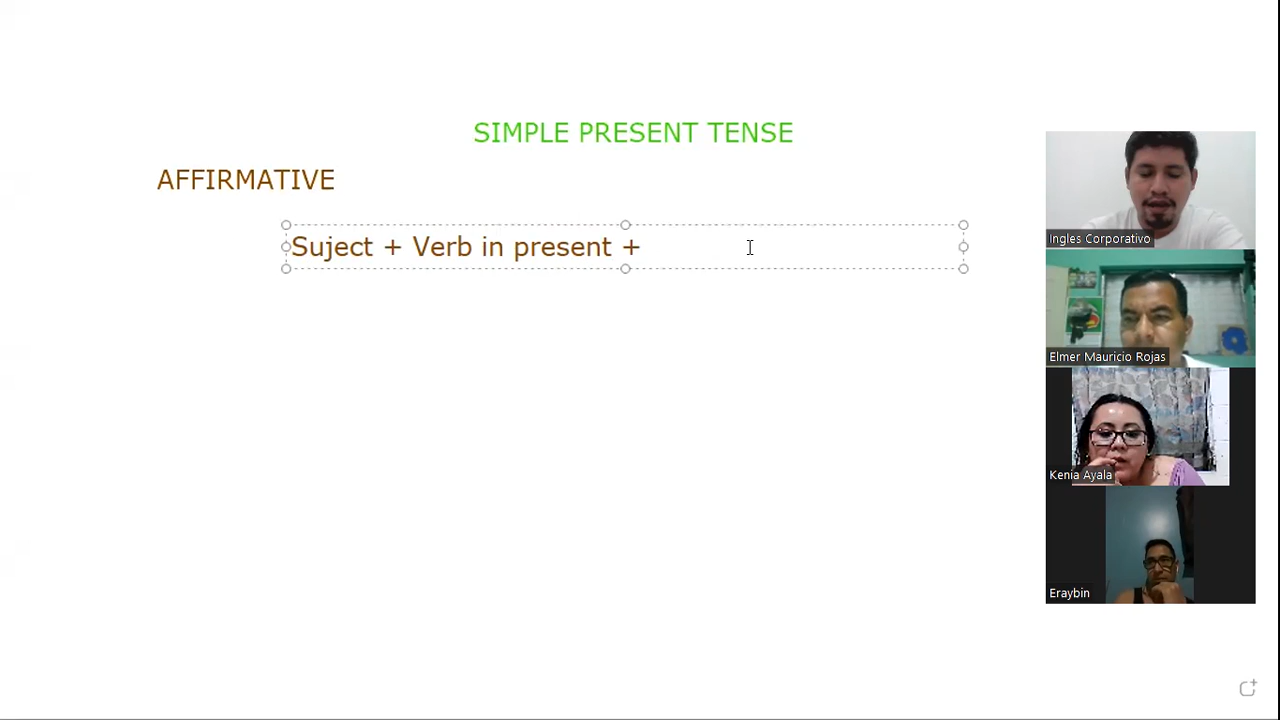 SIMPLE PRESENT TENSE
AFFIRMATIVE
Suject + Verb in present +
Ingles Corporativo
Elmer Mauricio Rojas
Kenia Ayala
Eraybin